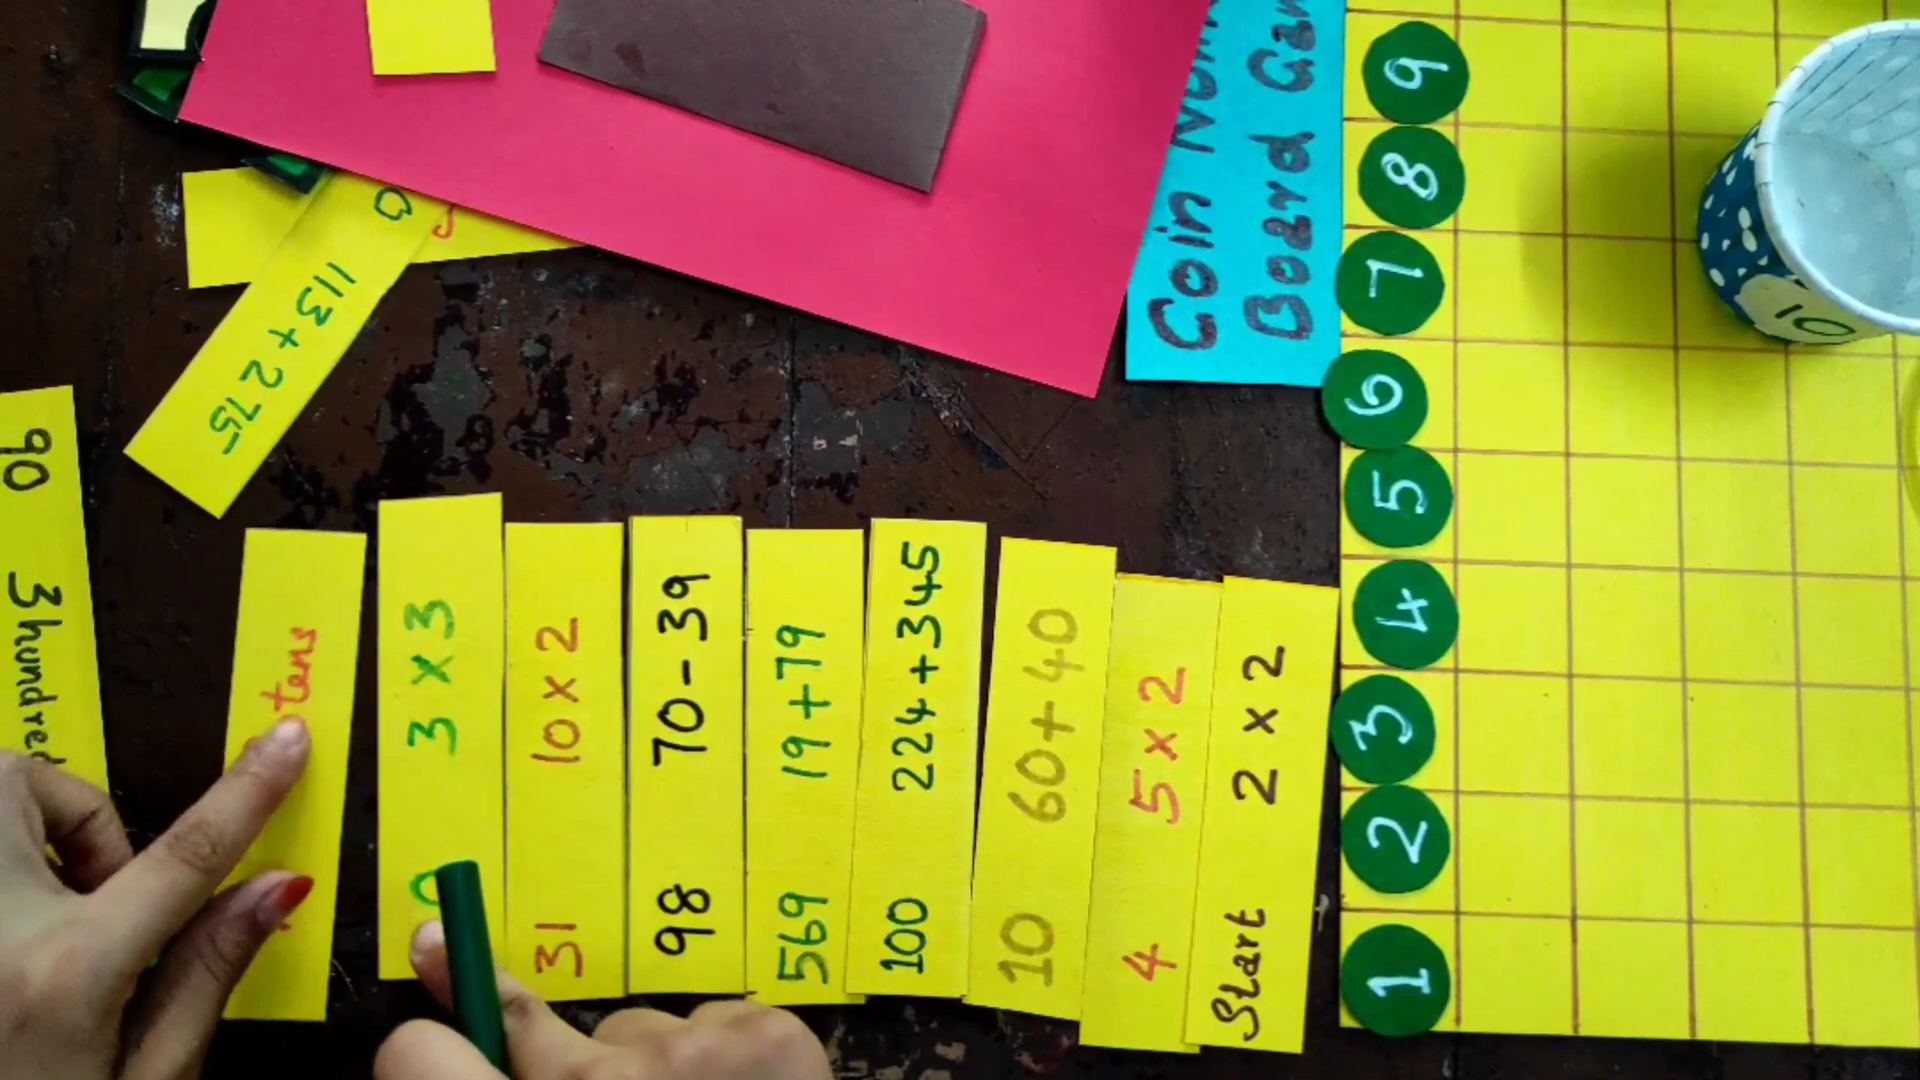 Start 2 x 2
4 5 x 2
10 60 + 40
100 224 + 345
569 19 + 79
98 70 - 39
31 10 x 2
3 x 3
tens
90 3 hundred
113 + 275
Coin
Board
1
2
3
4
5
6
7
8
9
10